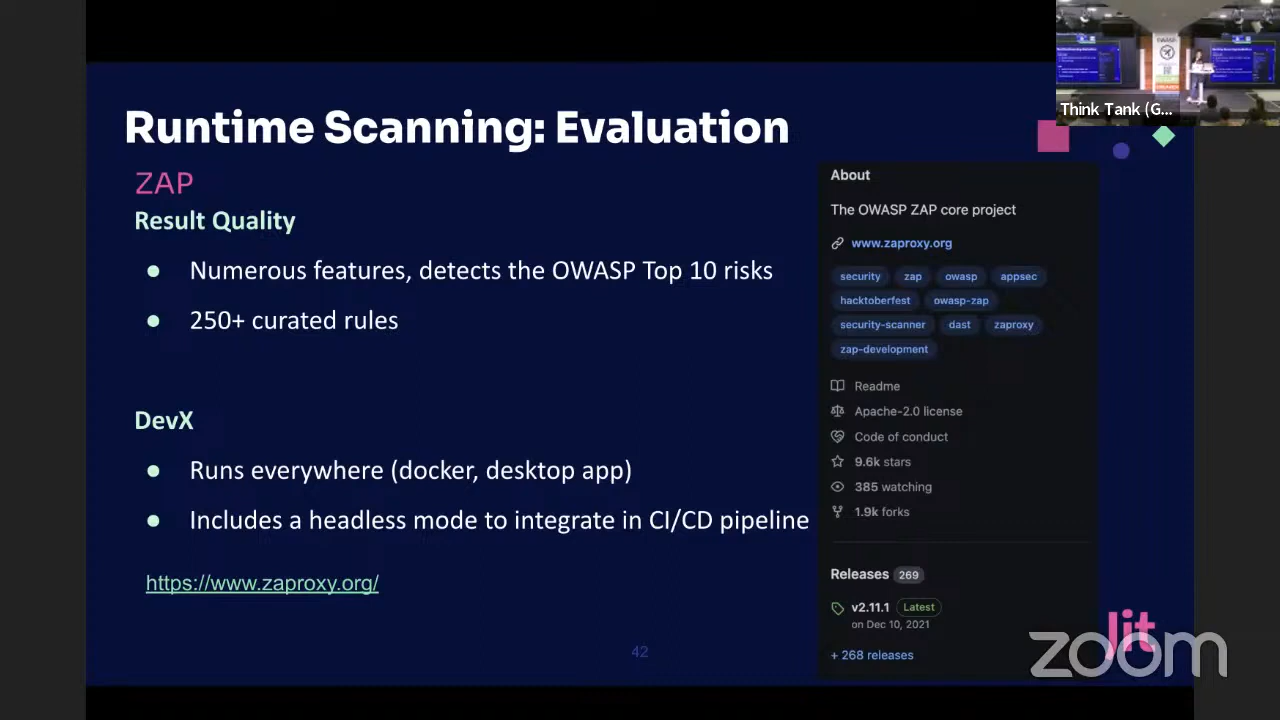 Runtime Scanning: Evaluation
ZAP
Result Quality
● Numerous features, detects the OWASP Top 10 risks
● 250+ curated rules
DevX
● Runs everywhere (docker, desktop app)
● Includes a headless mode to integrate in CI/CD pipeline
https://www.zaproxy.org/
42
About
The OWASP ZAP core project
www.zaproxy.org
security zap owasp appsec
hacktoberfest owasp-zap
security-scanner dast zaproxy
zap-development
Readme
Apache-2.0 license
Code of conduct
9.6k stars
385 watching
1.9k forks
Releases 269
v2.11.1 Latest
on Dec 10, 2021
+ 268 releases
Jit
zoom
Think Tank (G...